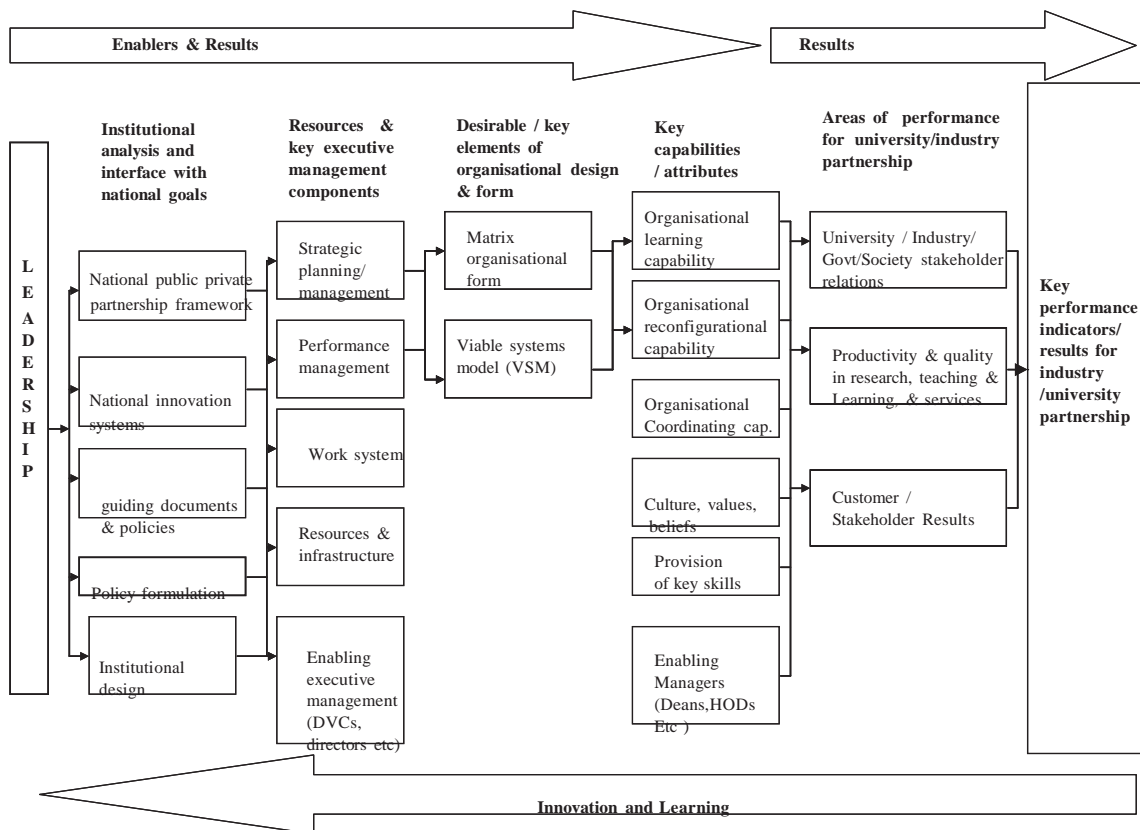 Enablers & Results
Results
Institutional
analysis and
interface with
national goals
Resources &
key executive
management
components
Desirable / key
elements of
organisational design
& form
Key
capabilities
/ attributes
Areas of performance
for university/industry
partnership
LEADERSHIP
National public private
partnership framework
National innovation
systems
guiding documents
& policies
Policy formulation
Institutional
design
Strategic
planning/
management
Performance
management
Work system
Resources &
infrastructure
Enabling
executive
management
(DVCs,
directors etc)
Matrix
organisational
form
Viable systems
model (VSM)
Organisational
learning
capability
Organisational
reconfigurational
capability
Organisational
Coordinating cap.
Culture, values,
beliefs
Provision
of key skills
Enabling
Managers
(Deans,HODs
Etc )
University / Industry/
Govt/Society stakeholder
relations
Productivity & quality
in research, teaching &
Learning, & services
Customer /
Stakeholder Results
Key
performance
indicators/
results for
industry
/university
partnership
Innovation and Learning